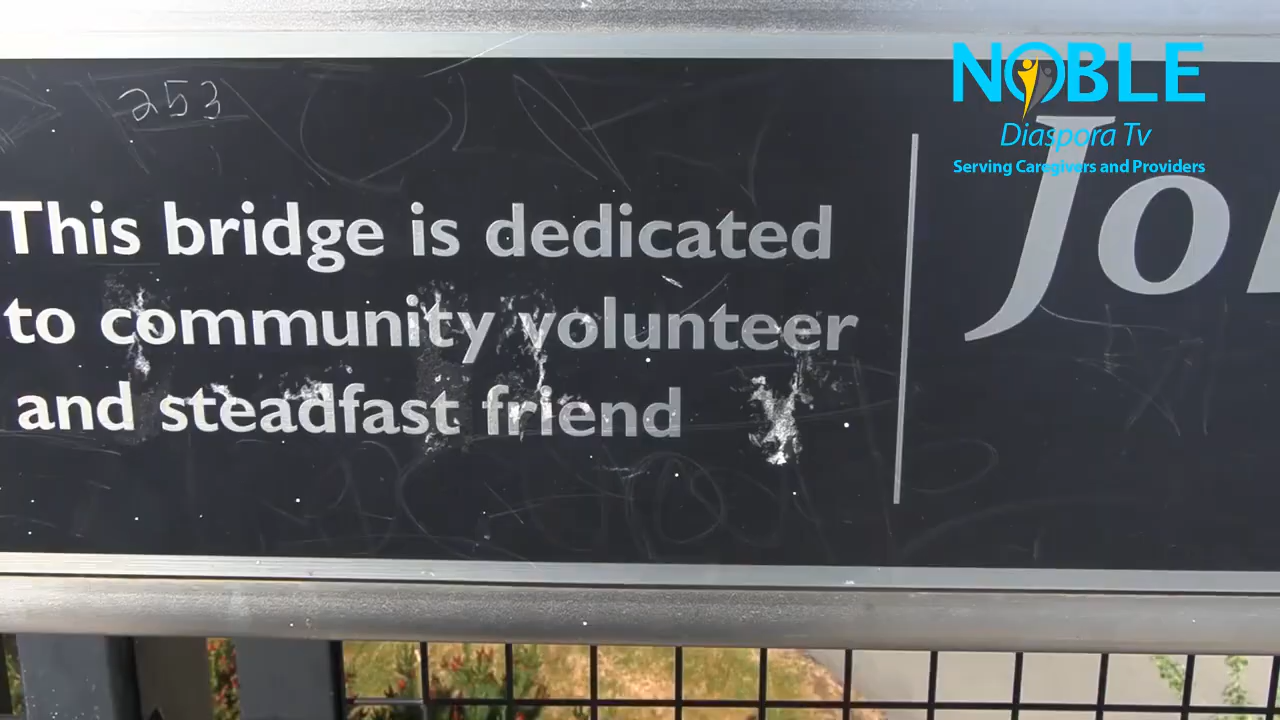 253
This bridge is dedicated
to community volunteer
and steadfast friend
NOBLE
Diaspora Tv
Serving Caregivers and Providers